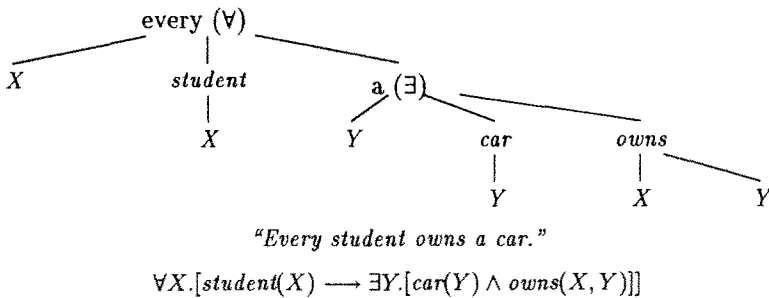 every (∀)
X student a (∃)
X Y car owns
Y X Y
"Every student owns a car."
∀X.[student(X) ⟶ ∃Y.[car(Y) ∧ owns(X, Y)]]